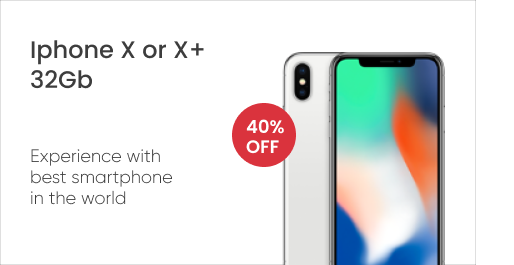 Iphone X or X+
32Gb
40%
OFF
Experience with
best smartphone
in the world